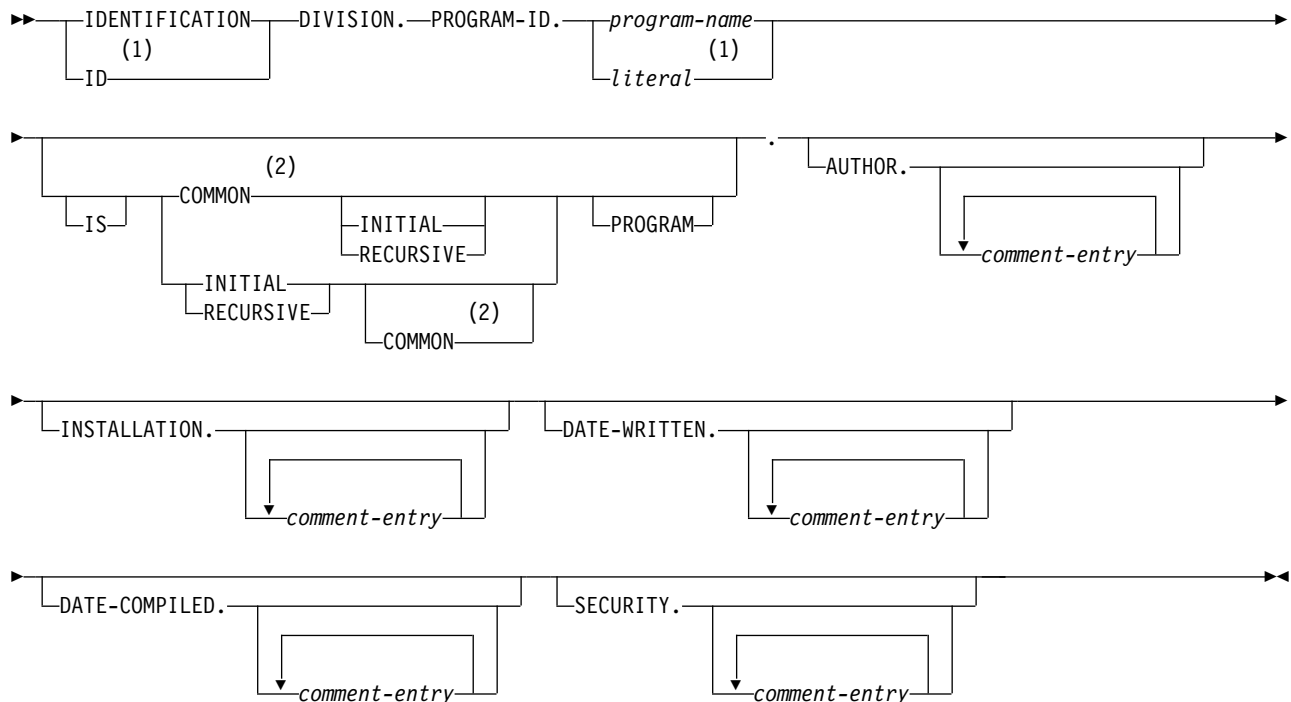 IDENTIFICATION DIVISION. PROGRAM-ID. program-name
(1) (1)
ID literal
.
(2) AUTHOR.
COMMON
IS INITIAL PROGRAM
RECURSIVE comment-entry
INITIAL
RECURSIVE (2)
COMMON
INSTALLATION. DATE-WRITTEN.
comment-entry comment-entry
DATE-COMPILED. SECURITY.
comment-entry comment-entry